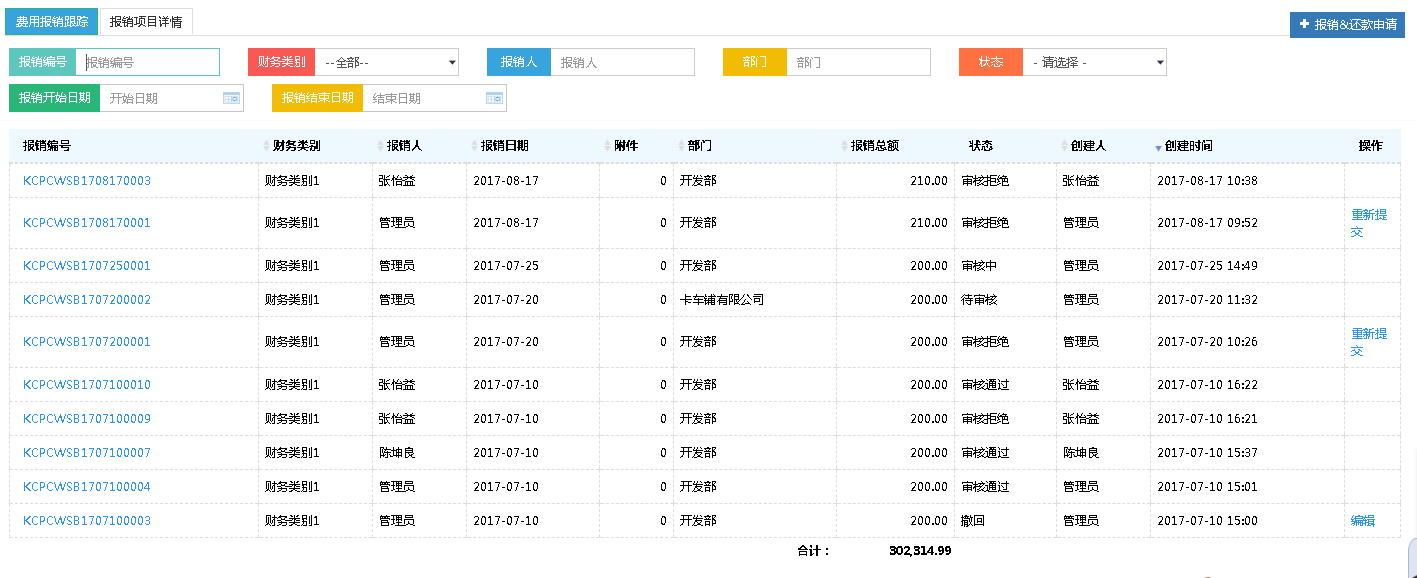 费用报销跟踪 报销项目详情
+ 报销&还款申请
报销编号 报销编号 财务类别 --全部-- 报销人 报销人 部门 部门 状态 - 请选择 -
报销开始日期 开始日期 报销结束日期 结束日期
报销编号 财务类别 报销人 报销日期 附件 部门 报销总额 状态 创建人 创建时间 操作
KCPCWSB1708170003 财务类别1 张怡益 2017-08-17 0 开发部 210.00 审核拒绝 张怡益 2017-08-17 10:38
KCPCWSB1708170001 财务类别1 管理员 2017-08-17 0 开发部 210.00 审核拒绝 管理员 2017-08-17 09:52 重新提
交
KCPCWSB1707250001 财务类别1 管理员 2017-07-25 0 开发部 200.00 审核中 管理员 2017-07-25 14:49
KCPCWSB1707200002 财务类别1 管理员 2017-07-20 0 卡车铺有限公司 200.00 待审核 管理员 2017-07-20 11:32
KCPCWSB1707200001 财务类别1 管理员 2017-07-20 0 开发部 200.00 审核拒绝 管理员 2017-07-20 10:26 重新提
交
KCPCWSB1707100010 财务类别1 张怡益 2017-07-10 0 开发部 200.00 审核通过 张怡益 2017-07-10 16:22
KCPCWSB1707100009 财务类别1 张怡益 2017-07-10 0 开发部 200.00 审核拒绝 张怡益 2017-07-10 16:21
KCPCWSB1707100007 财务类别1 陈坤良 2017-07-10 0 开发部 200.00 审核通过 陈坤良 2017-07-10 15:37
KCPCWSB1707100004 财务类别1 管理员 2017-07-10 0 开发部 200.00 审核通过 管理员 2017-07-10 15:01
KCPCWSB1707100003 财务类别1 管理员 2017-07-10 0 开发部 200.00 撤回 管理员 2017-07-10 15:00 编辑
合计： 302,314.99